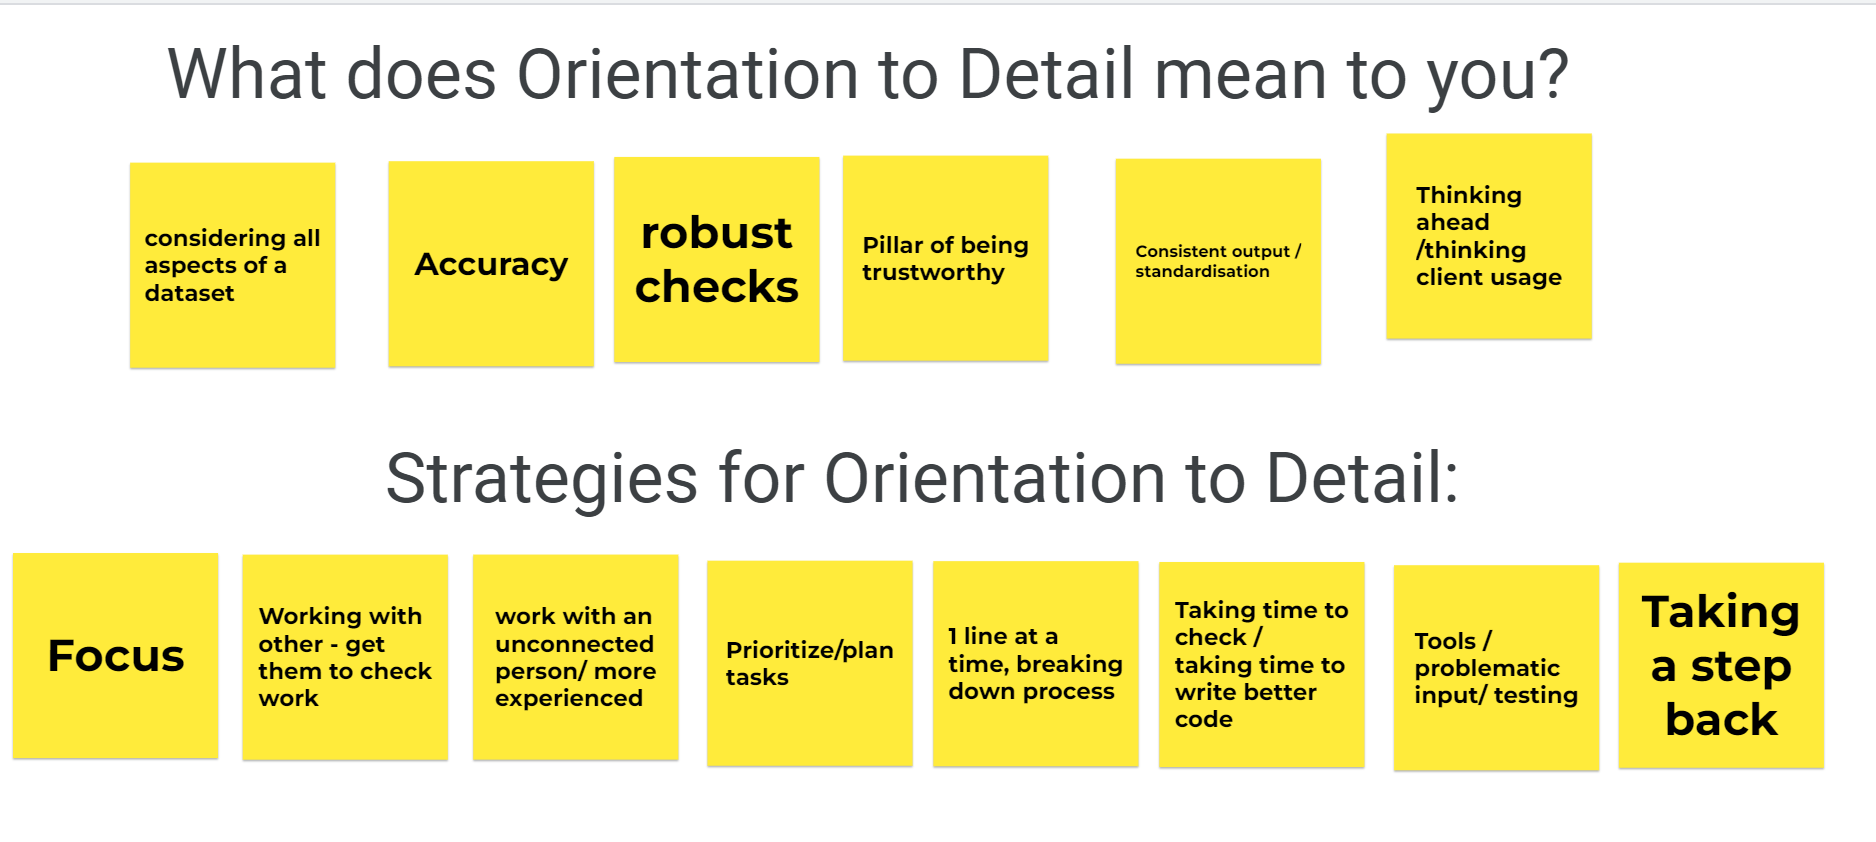 What does Orientation to Detail mean to you?
considering all
aspects of a
dataset
Accuracy
robust
checks
Pillar of being
trustworthy
Consistent output /
standardisation
Thinking
ahead
/thinking
client usage
Strategies for Orientation to Detail:
Focus
Working with
other - get
them to check
work
work with an
unconnected
person/ more
experienced
Prioritize/plan
tasks
1 line at a
time, breaking
down process
Taking time to
check /
taking time to
write better
code
Tools /
problematic
input/ testing
Taking
a step
back